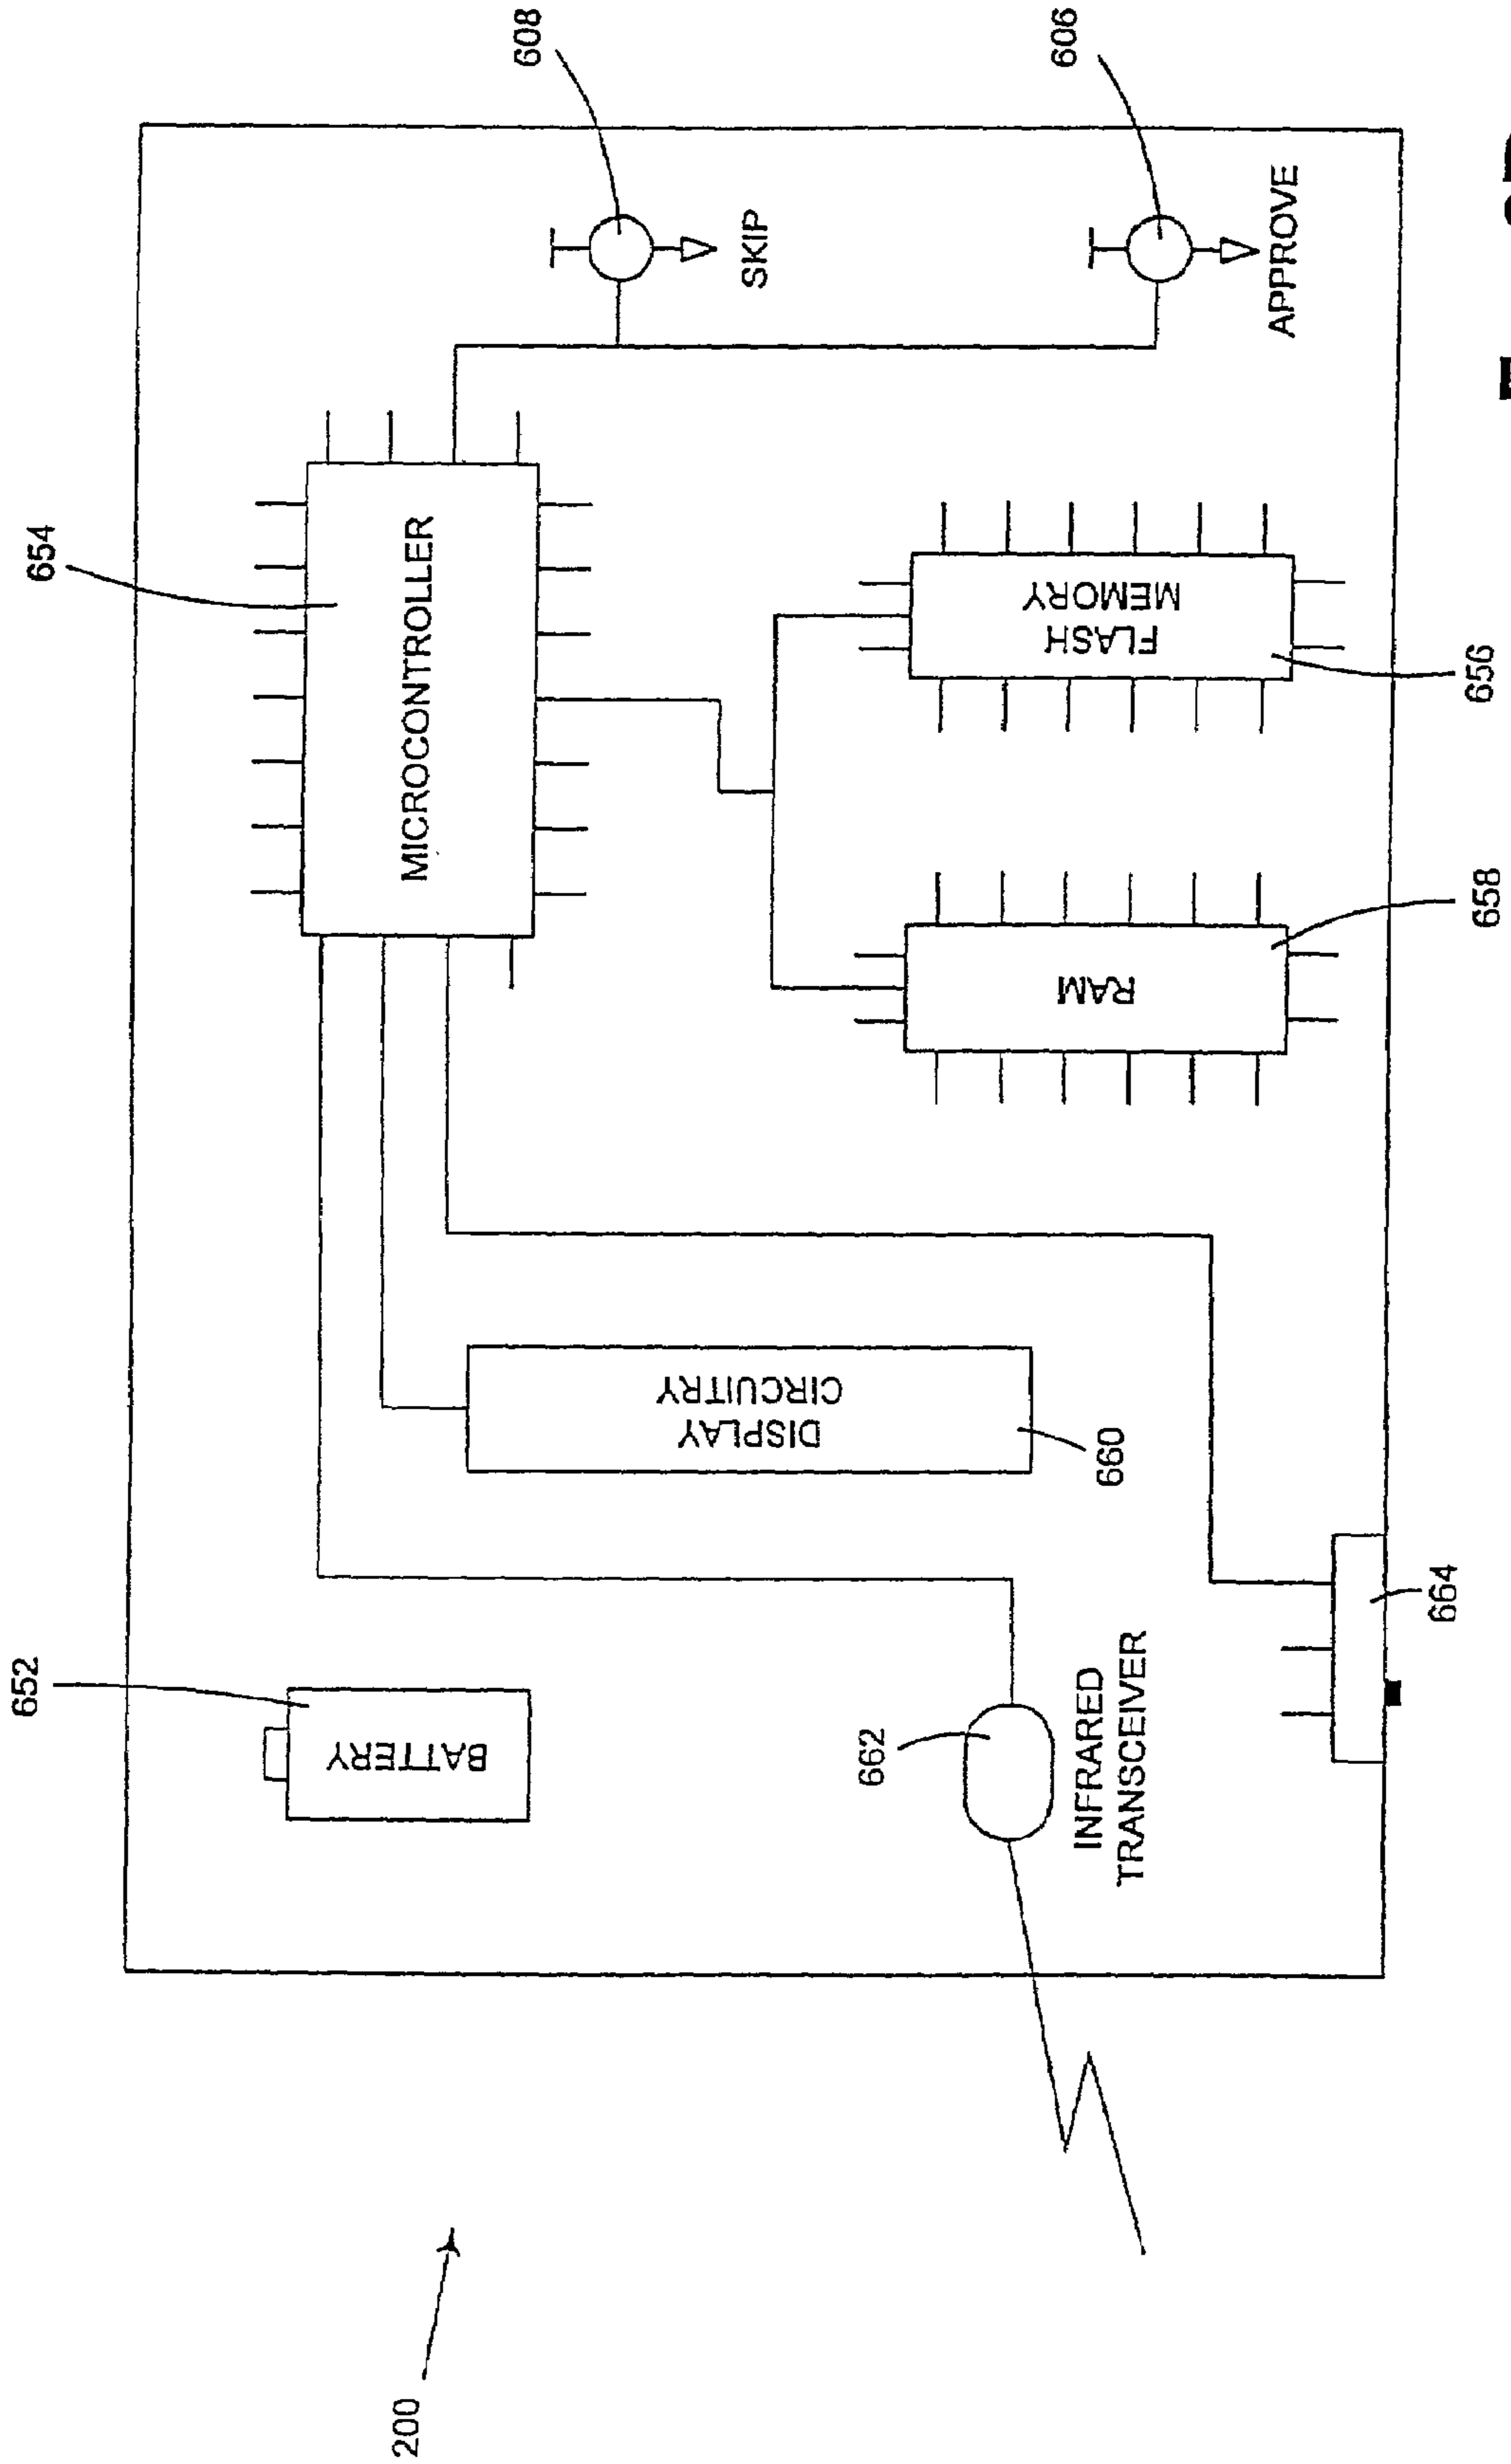 200
652
BATTERY
662
INFRARED
TRANSCEIVER
664
DISPLAY
CIRCUITRY
660
654
MICROCONTROLLER
RAM
658
FLASH
MEMORY
656
608
SKIP
606
APPROVE